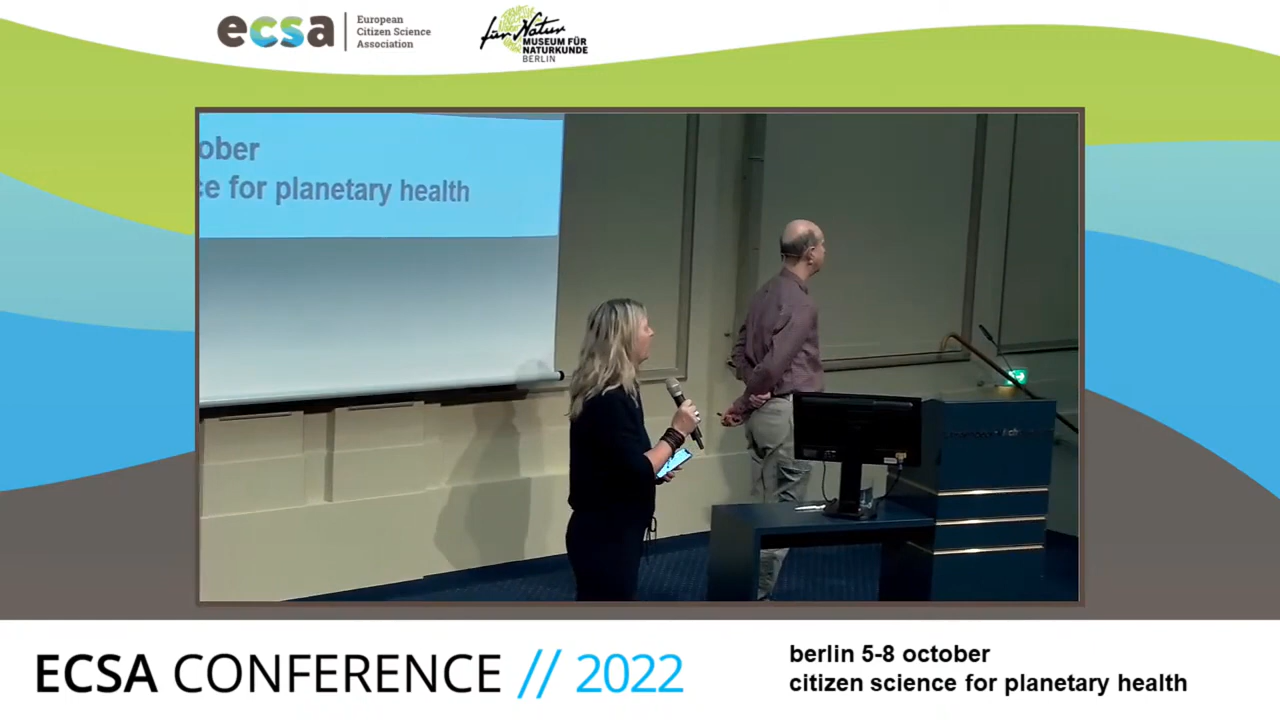 ecsa
European
Citizen Science
Association
für Natur
MUSEUM FÜR
NATURKUNDE
BERLIN
ober
ce for planetary health
ECSA CONFERENCE // 2022
berlin 5-8 october
citizen science for planetary health